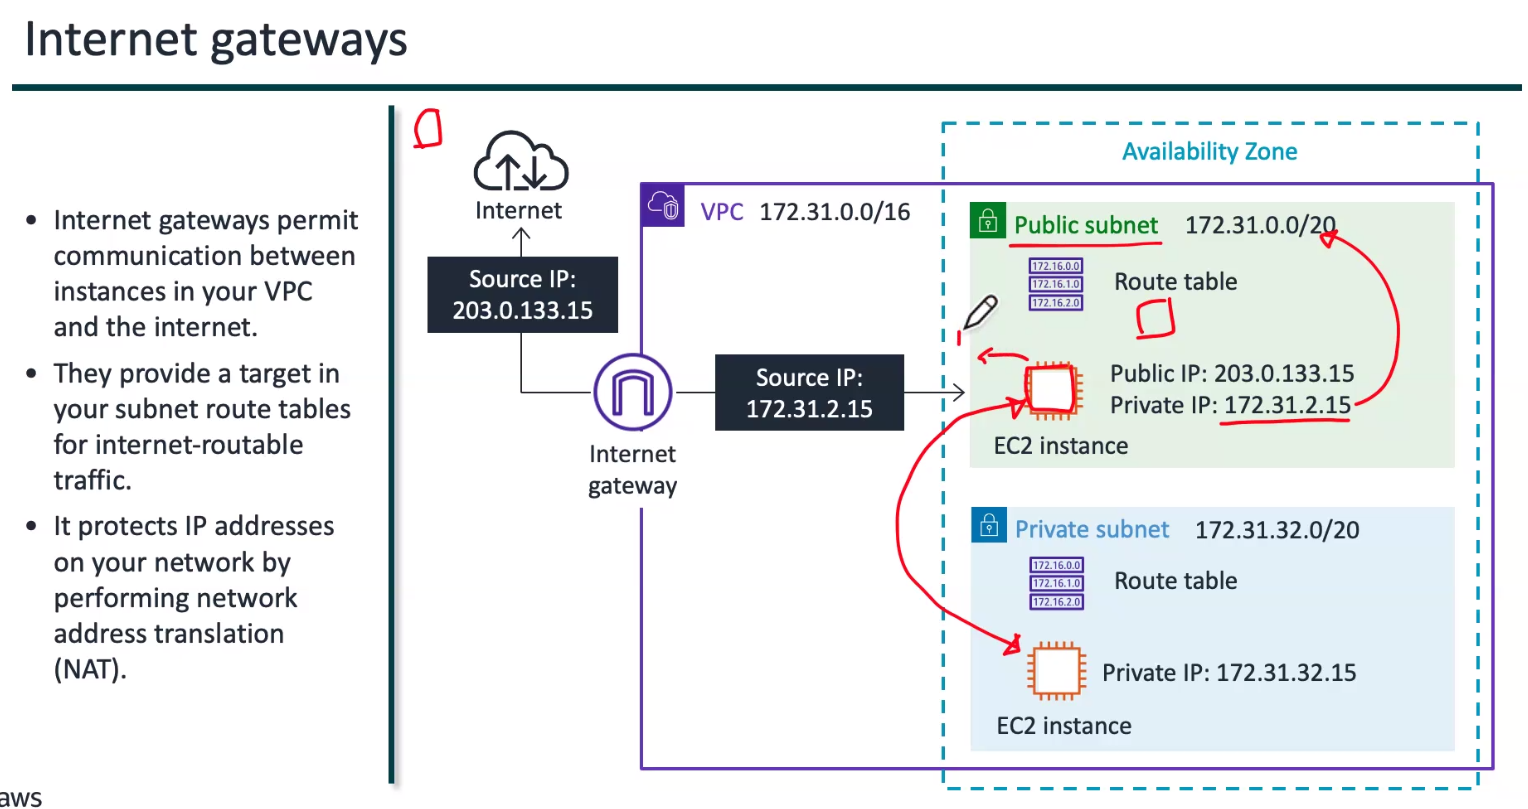 Internet gateways
• Internet gateways permit
communication between
instances in your VPC
and the internet.
• They provide a target in
your subnet route tables
for internet-routable
traffic.
• It protects IP addresses
on your network by
performing network
address translation
(NAT).
Internet
Source IP:
203.0.133.15
Internet
gateway
Source IP:
172.31.2.15
Availability Zone
VPC 172.31.0.0/16
Public subnet 172.31.0.0/20
172.16.0.0
172.16.1.0
172.16.2.0
Route table
Public IP: 203.0.133.15
Private IP: 172.31.2.15
EC2 instance
Private subnet 172.31.32.0/20
172.16.0.0
172.16.1.0
172.16.2.0
Route table
Private IP: 172.31.32.15
EC2 instance
aws